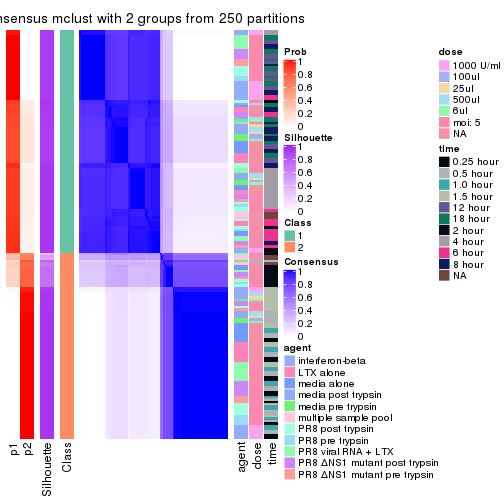 nsensus mclust with 2 groups from 250 partitions
p1
p2
Silhouette
Class
agent
dose
time
Prob
1
0.8
0.6
0.4
0.2
0
Silhouette
1
0.8
0.6
0.4
0.2
0
Class
1
2
Consensus
1
0.8
0.6
0.4
0.2
0
agent
interferon-beta
LTX alone
media alone
media post trypsin
media pre trypsin
multiple sample pool
PR8 post trypsin
PR8 pre trypsin
PR8 viral RNA + LTX
PR8 ΔNS1 mutant post trypsin
PR8 ΔNS1 mutant pre trypsin
dose
1000 U/ml
100ul
25ul
500ul
6ul
moi: 5
NA
time
0.25 hour
0.5 hour
1.0 hour
1.5 hour
12 hour
18 hour
2 hour
4 hour
6 hour
8 hour
NA